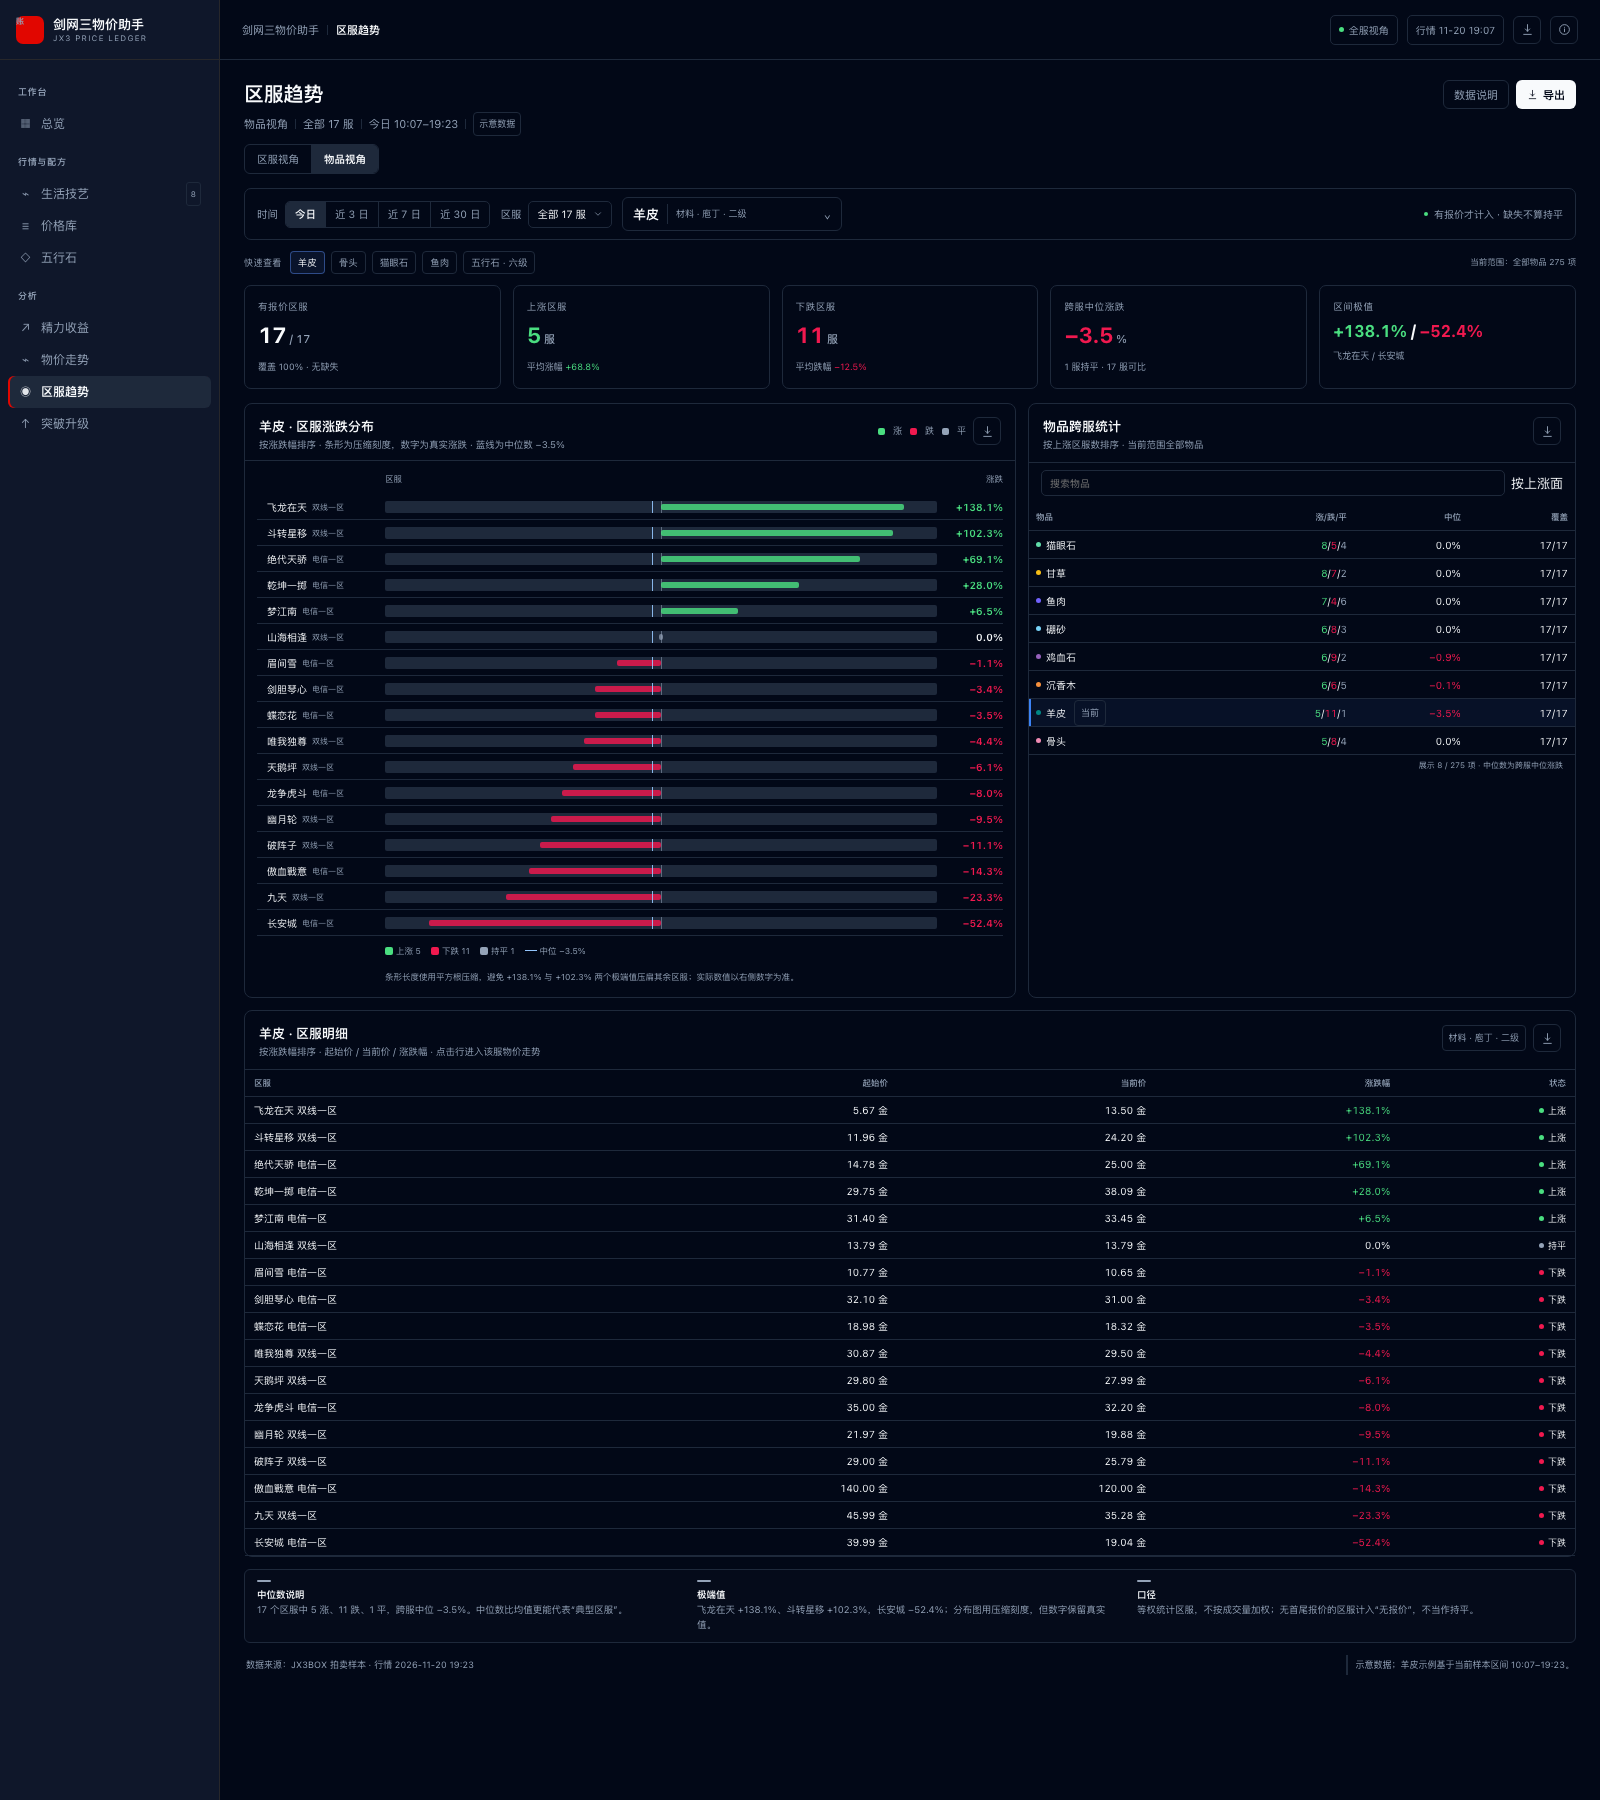 账
剑网三物价助手
JX3 PRICE LEDGER
工作台
总览
行情与配方
生活技艺 8
价格库
五行石
分析
精力收益
物价走势
区服趋势
突破升级
剑网三物价助手 区服趋势
全服视角 行情 11-20 19:07
区服趋势
数据说明 导出
物品视角 全部 17 服 今日 10:07–19:23 示意数据
区服视角 物品视角
时间 今日 近 3 日 近 7 日 近 30 日 区服 全部 17 服 羊皮 材料 · 庖丁 · 二级 有报价才计入 · 缺失不算持平
快速查看 羊皮 骨头 猫眼石 鱼肉 五行石 · 六级 当前范围：全部物品 275 项
有报价区服
17 / 17
覆盖 100% · 无缺失
上涨区服
5 服
平均涨幅 +68.8%
下跌区服
11 服
平均跌幅 −12.5%
跨服中位涨跌
−3.5 %
1 服持平 · 17 服可比
区间极值
+138.1% / −52.4%
飞龙在天 / 长安城
羊皮 · 区服涨跌分布
按涨跌幅排序 · 条形为压缩刻度，数字为真实涨跌 · 蓝线为中位数 −3.5%
涨 跌 平
区服 涨跌
飞龙在天 双线一区 +138.1%
斗转星移 双线一区 +102.3%
绝代天骄 电信一区 +69.1%
乾坤一掷 电信一区 +28.0%
梦江南 电信一区 +6.5%
山海相逢 双线一区 0.0%
眉间雪 电信一区 −1.1%
剑胆琴心 电信一区 −3.4%
蝶恋花 电信一区 −3.5%
唯我独尊 双线一区 −4.4%
天鹅坪 双线一区 −6.1%
龙争虎斗 电信一区 −8.0%
幽月轮 双线一区 −9.5%
破阵子 双线一区 −11.1%
傲血戰意 电信一区 −14.3%
九天 双线一区 −23.3%
长安城 电信一区 −52.4%
上涨 5 下跌 11 持平 1 中位 −3.5%
条形长度使用平方根压缩，避免 +138.1% 与 +102.3% 两个极端值压扁其余区服；实际数值以右侧数字为准。
物品跨服统计
按上涨区服数排序 · 当前范围全部物品
搜索物品 按上涨面
物品 涨/跌/平 中位 覆盖
猫眼石 8/5/4 0.0% 17/17
甘草 8/7/2 0.0% 17/17
鱼肉 7/4/6 0.0% 17/17
硼砂 6/8/3 0.0% 17/17
鸡血石 6/9/2 −0.9% 17/17
沉香木 6/6/5 −0.1% 17/17
羊皮 当前 5/11/1 −3.5% 17/17
骨头 5/8/4 0.0% 17/17
展示 8 / 275 项 · 中位数为跨服中位涨跌
羊皮 · 区服明细
按涨跌幅排序 · 起始价 / 当前价 / 涨跌幅 · 点击行进入该服物价走势
材料 · 庖丁 · 二级
区服 起始价 当前价 涨跌幅 状态
飞龙在天 双线一区 5.67 金 13.50 金 +138.1% 上涨
斗转星移 双线一区 11.96 金 24.20 金 +102.3% 上涨
绝代天骄 电信一区 14.78 金 25.00 金 +69.1% 上涨
乾坤一掷 电信一区 29.75 金 38.09 金 +28.0% 上涨
梦江南 电信一区 31.40 金 33.45 金 +6.5% 上涨
山海相逢 双线一区 13.79 金 13.79 金 0.0% 持平
眉间雪 电信一区 10.77 金 10.65 金 −1.1% 下跌
剑胆琴心 电信一区 32.10 金 31.00 金 −3.4% 下跌
蝶恋花 电信一区 18.98 金 18.32 金 −3.5% 下跌
唯我独尊 双线一区 30.87 金 29.50 金 −4.4% 下跌
天鹅坪 双线一区 29.80 金 27.99 金 −6.1% 下跌
龙争虎斗 电信一区 35.00 金 32.20 金 −8.0% 下跌
幽月轮 双线一区 21.97 金 19.88 金 −9.5% 下跌
破阵子 双线一区 29.00 金 25.79 金 −11.1% 下跌
傲血戰意 电信一区 140.00 金 120.00 金 −14.3% 下跌
九天 双线一区 45.99 金 35.28 金 −23.3% 下跌
长安城 电信一区 39.99 金 19.04 金 −52.4% 下跌
中位数说明
17 个区服中 5 涨、11 跌、1 平，跨服中位 −3.5%。中位数比均值更能代表“典型区服”。
极端值
飞龙在天 +138.1%、斗转星移 +102.3%，长安城 −52.4%；分布图用压缩刻度，但数字保留真实
值。
口径
等权统计区服，不按成交量加权；无首尾报价的区服计入“无报价”，不当作持平。
数据来源：JX3BOX 拍卖样本 · 行情 2026-11-20 19:23
示意数据；羊皮示例基于当前样本区间 10:07–19:23。